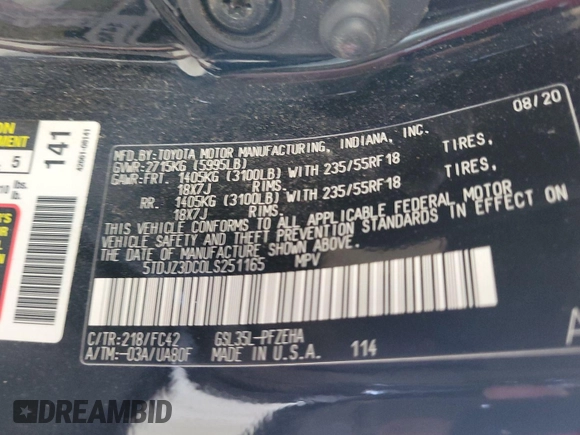 08/20
MFD.BY:TOYOTA MOTOR MANUFACTURING, INDIANA, INC.
GVWR:2715KG (5995LB)
GAWR:FRT. 1405KG (3100LB) WITH 235/55RF18 TIRES,
18X7J RIMS.
RR. 1405KG (3100LB) WITH 235/55RF18 TIRES,
18X7J RIMS.
THIS VEHICLE CONFORMS TO ALL APPLICABLE FEDERAL MOTOR
VEHICLE SAFETY AND THEFT PREVENTION STANDARDS IN EFFECT ON
THE DATE OF MANUFACTURE SHOWN ABOVE.
5TDJZ3DC0LS251165 MPV
C/TR:218/FC42 GSL35L-PFZEHA
A/TM:-03A/UA80F MADE IN U.S.A. 114
A
141
5
lbs.
DREAMBID